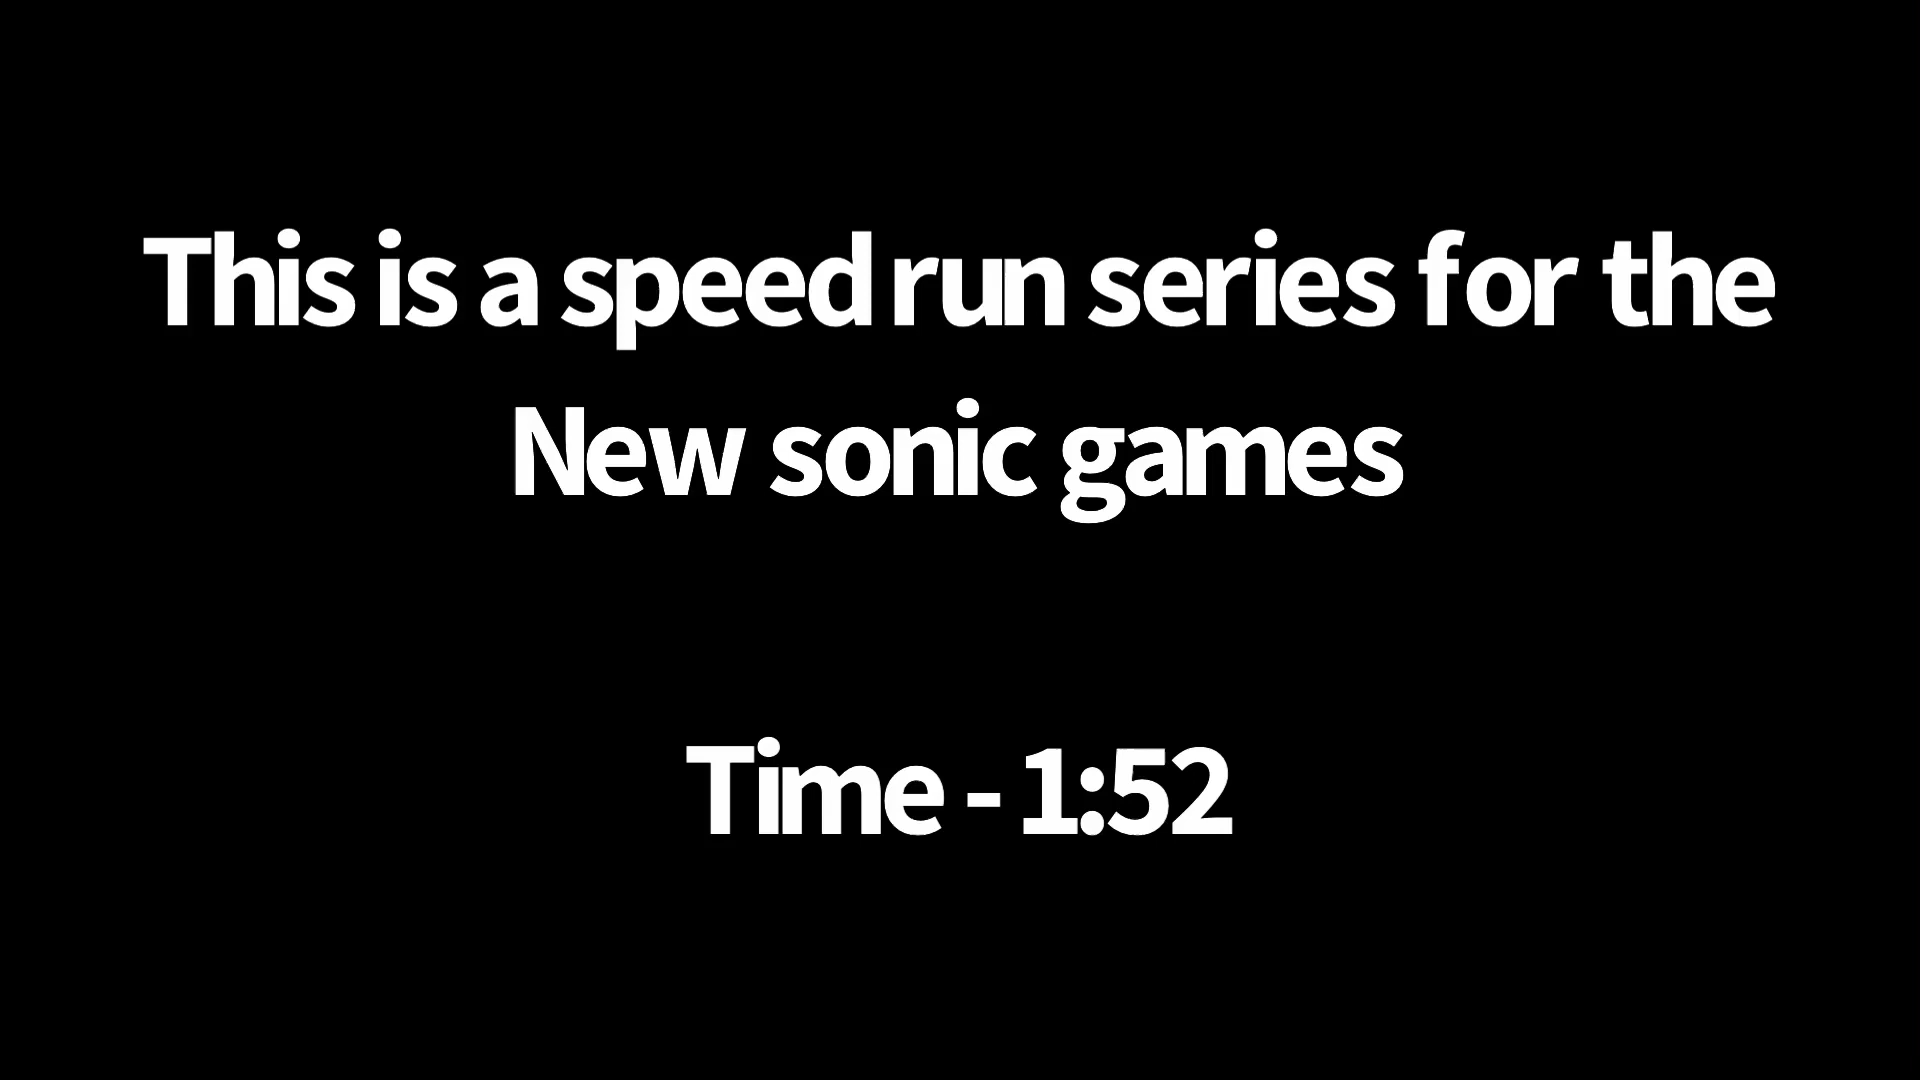 This is a speed run series for the
New sonic games
Time - 1:52